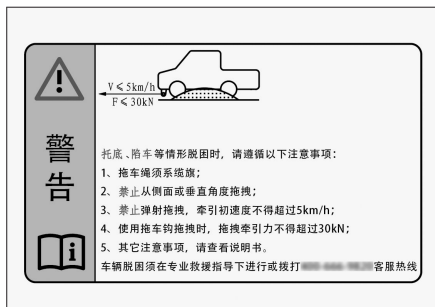 V≤5km/h
F≤30kN
警告
托底、陷车等情形脱困时，请遵循以下注意事项：
1、拖车绳须系缆旗；
2、禁止从侧面或垂直角度拖拽；
3、禁止弹射拖拽，牵引初速度不得超过5km/h；
4、使用拖车钩拖拽时，拖拽牵引力不得超过30kN；
5、其它注意事项，请查看说明书。
车辆脱困须在专业救援指导下进行或拨打 客服热线